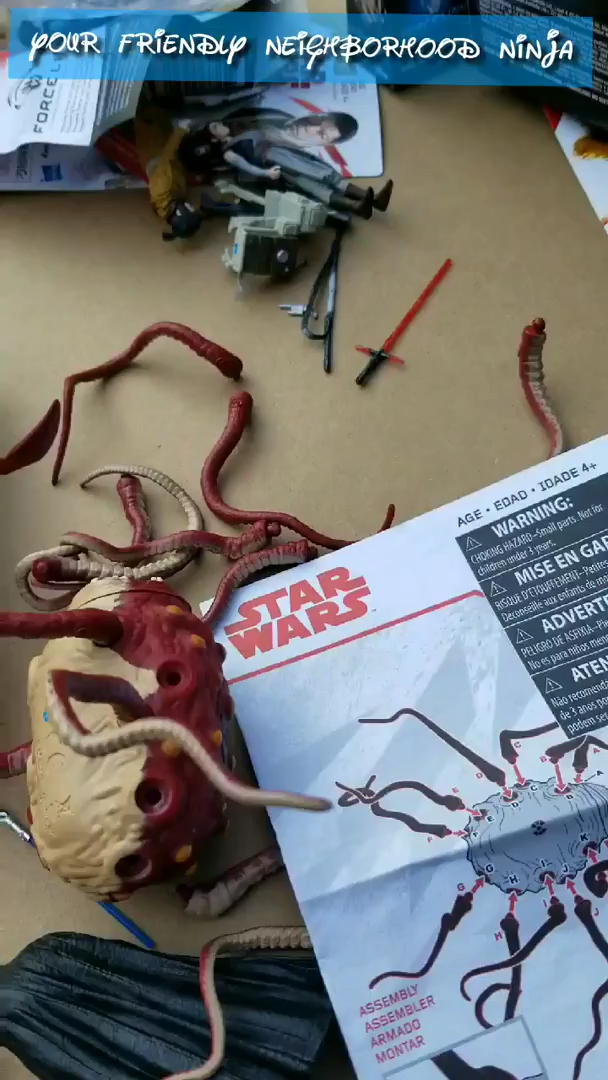 YOUR FRIENDLY NEIGHBORHOOD NINJA
FORCE
AGE • EDAD • IDADE 4+
WARNING:
CHOKING HAZARD–Small parts. Not for
children under 3 years.
MISE EN GAR
RISQUE D'ÉTOUFFEMENT–Petites
Déconseillé aux enfants de m
ADVERT
PELIGRO DE ASFIXIA–Pi
No es para niños men
ATEN
Não recomenda
de 3 anos po
podem se
STAR
WARS
C
B
A
D
E
D
C
B
E
F
F
G
G
H
I
J
K
H
I
J
ASSEMBLY
ASSEMBLER
ARMADO
MONTAR